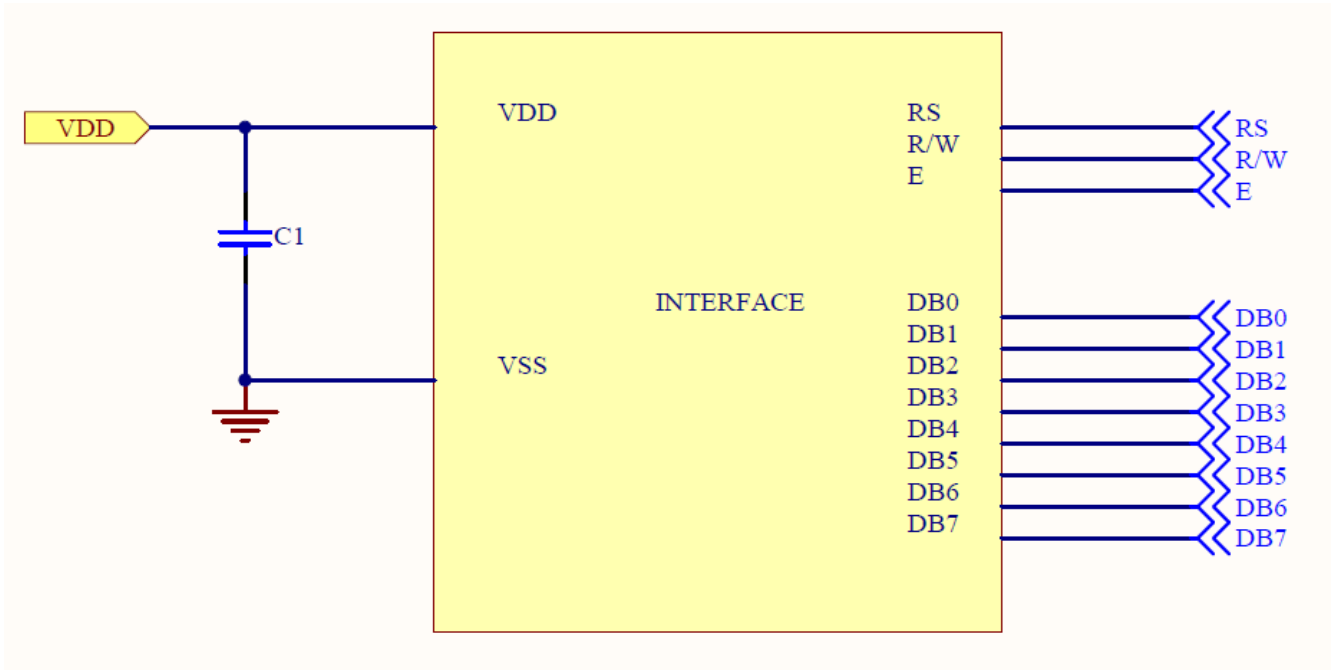 VDD
VDD
RS
RS
R/W
R/W
E
E
C1
INTERFACE
DB0
DB0
DB1
DB1
VSS
DB2
DB2
DB3
DB3
DB4
DB4
DB5
DB5
DB6
DB6
DB7
DB7